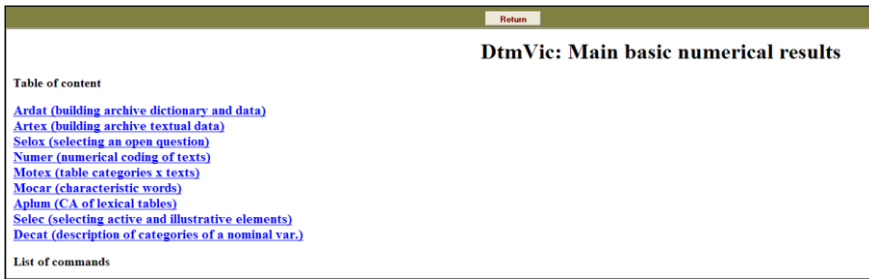 Return
DtmVic: Main basic numerical results
Table of content
Ardat (building archive dictionary and data)
Artex (building archive textual data)
Selox (selecting an open question)
Numer (numerical coding of texts)
Motex (table categories x texts)
Mocar (characteristic words)
Aplum (CA of lexical tables)
Selec (selecting active and illustrative elements)
Decat (description of categories of a nominal var.)
List of commands